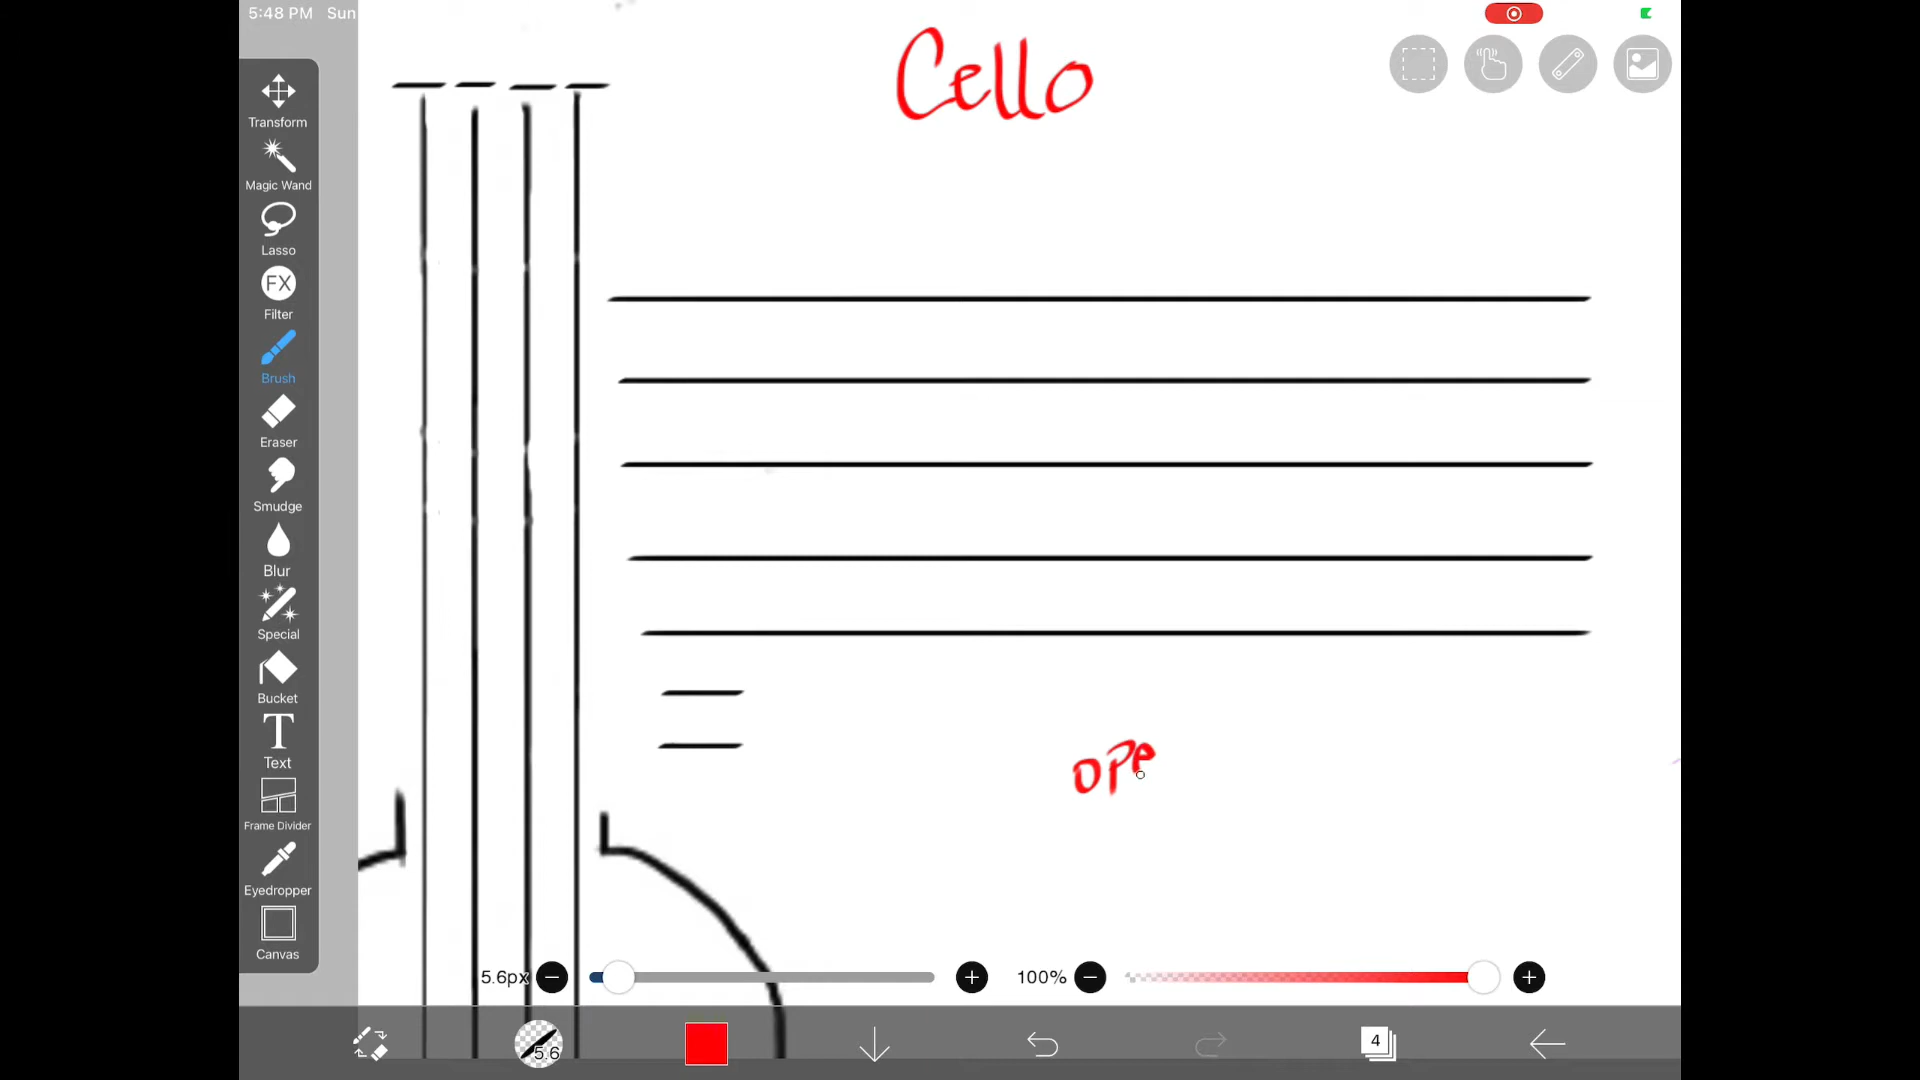 5:48 PM Sun
Cello
Transform
Magic Wand
Lasso
FX
Filter
Brush
Eraser
Smudge
Blur
Special
Bucket
T
Text
Frame Divider
Eyedropper
Canvas
ope
5.6px
100%
5.6
4